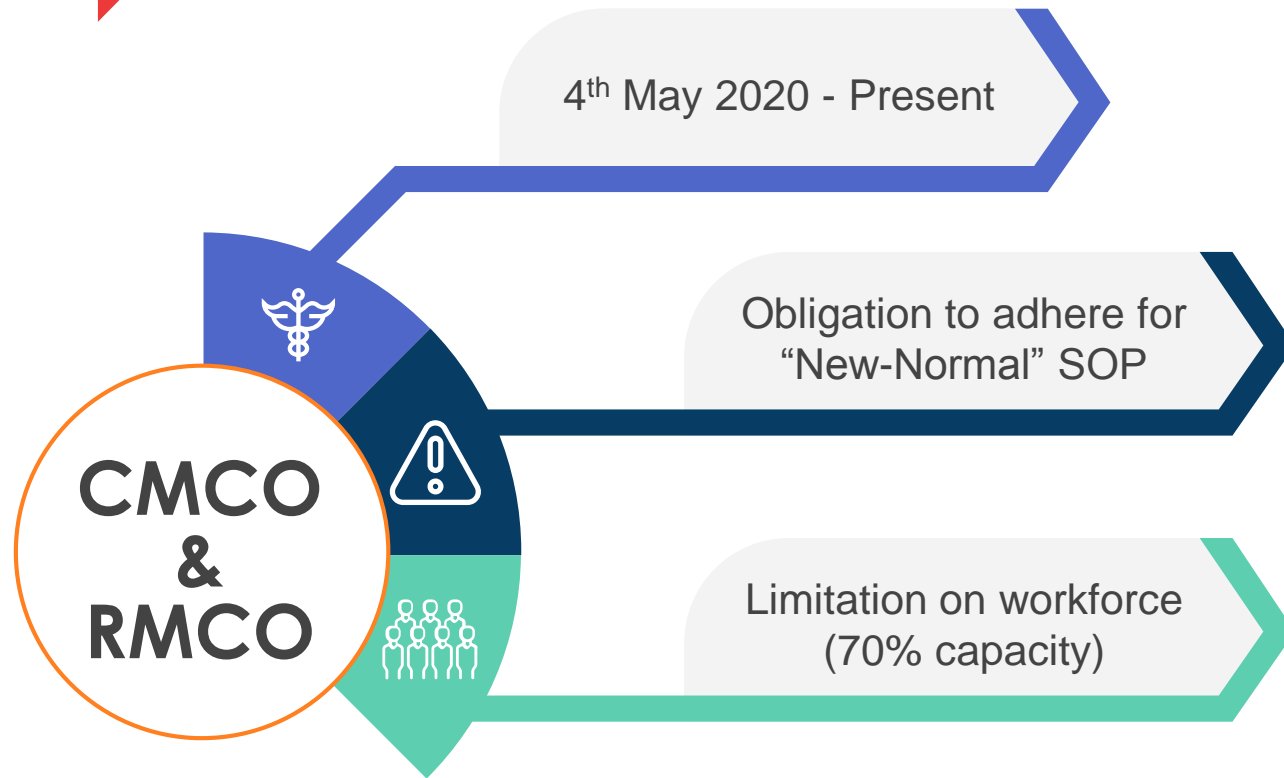 4th May 2020 - Present
Obligation to adhere for
“New-Normal” SOP
CMCO
&
RMCO
Limitation on workforce
(70% capacity)